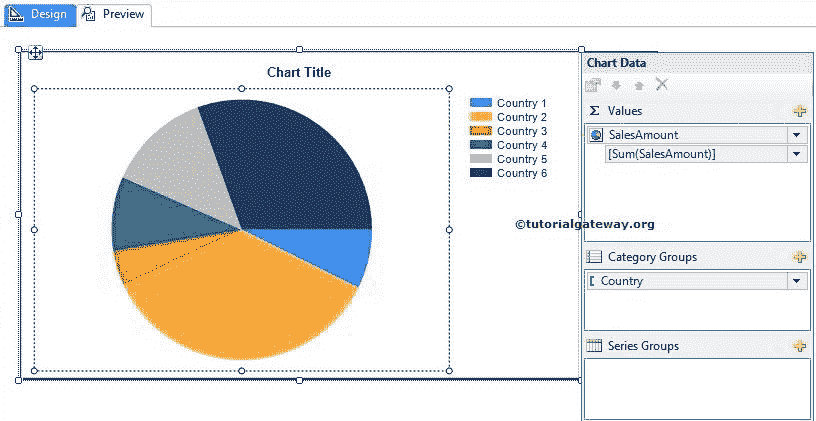 Design Preview
Chart Title
Country 1
Country 2
Country 3
Country 4
Country 5
Country 6
©tutorialgateway.org
Chart Data
Σ Values
SalesAmount
[Sum(SalesAmount)]
Category Groups
Country
Series Groups